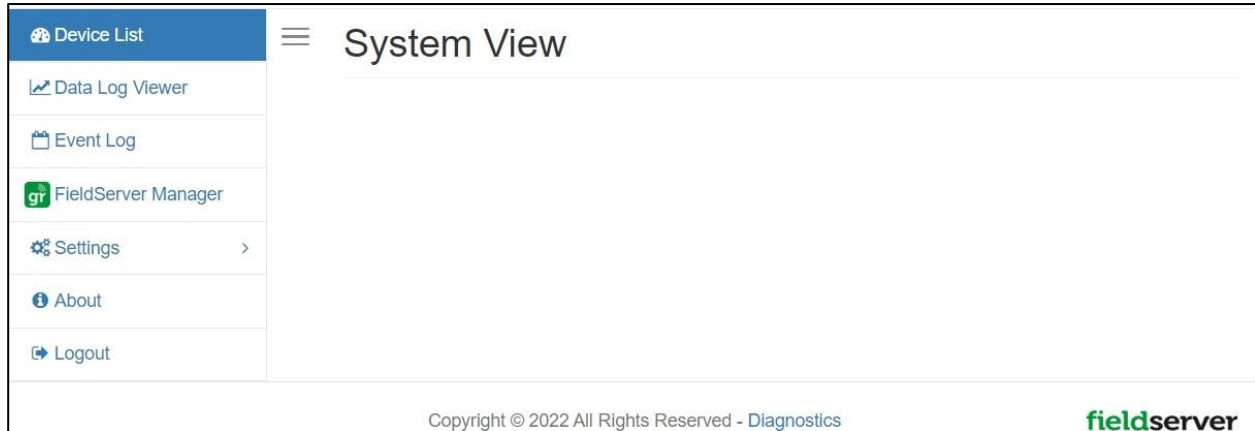 Device List
System View
Data Log Viewer
Event Log
gr FieldServer Manager
Settings
About
Logout
Copyright © 2022 All Rights Reserved - Diagnostics
fieldserver